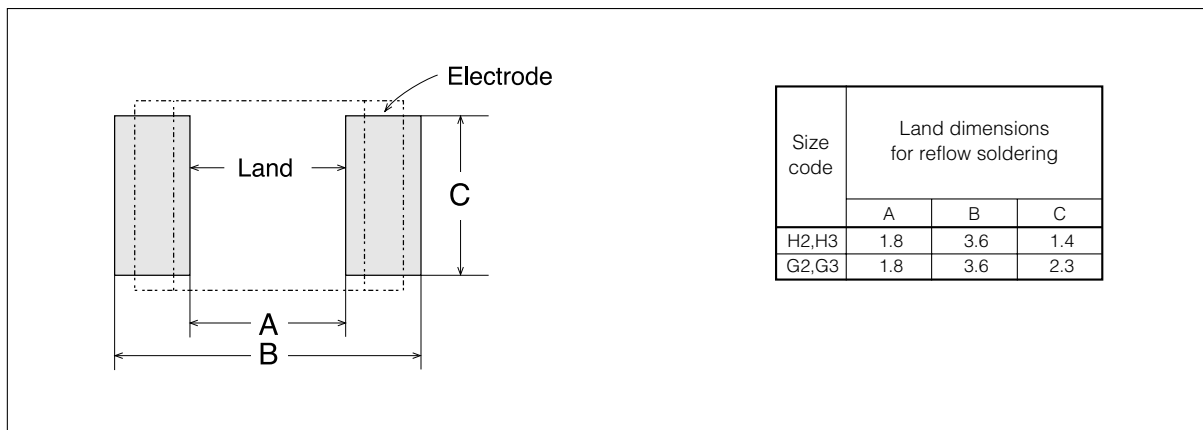 Electrode
Land
C
A
B
Size
code
Land dimensions
for reflow soldering
A B C
H2,H3 1.8 3.6 1.4
G2,G3 1.8 3.6 2.3